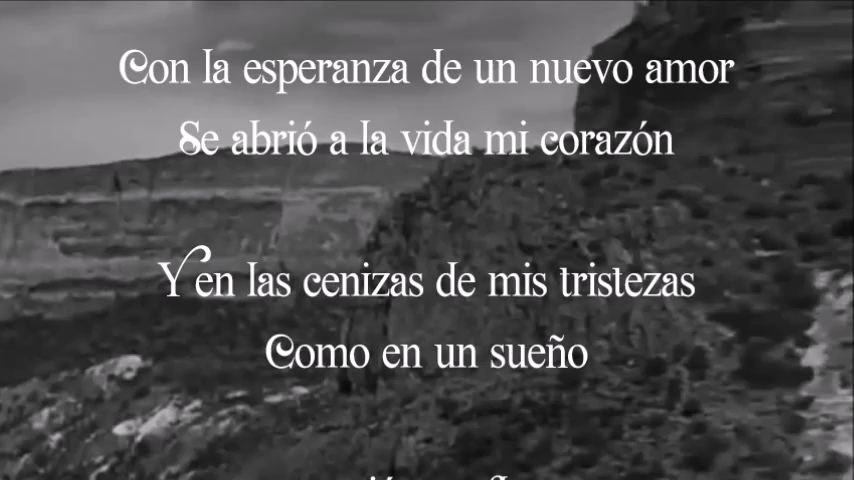 Con la esperanza de un nuevo amor
Se abrió a la vida mi corazón
Y en las cenizas de mis tristezas
Como en un sueño